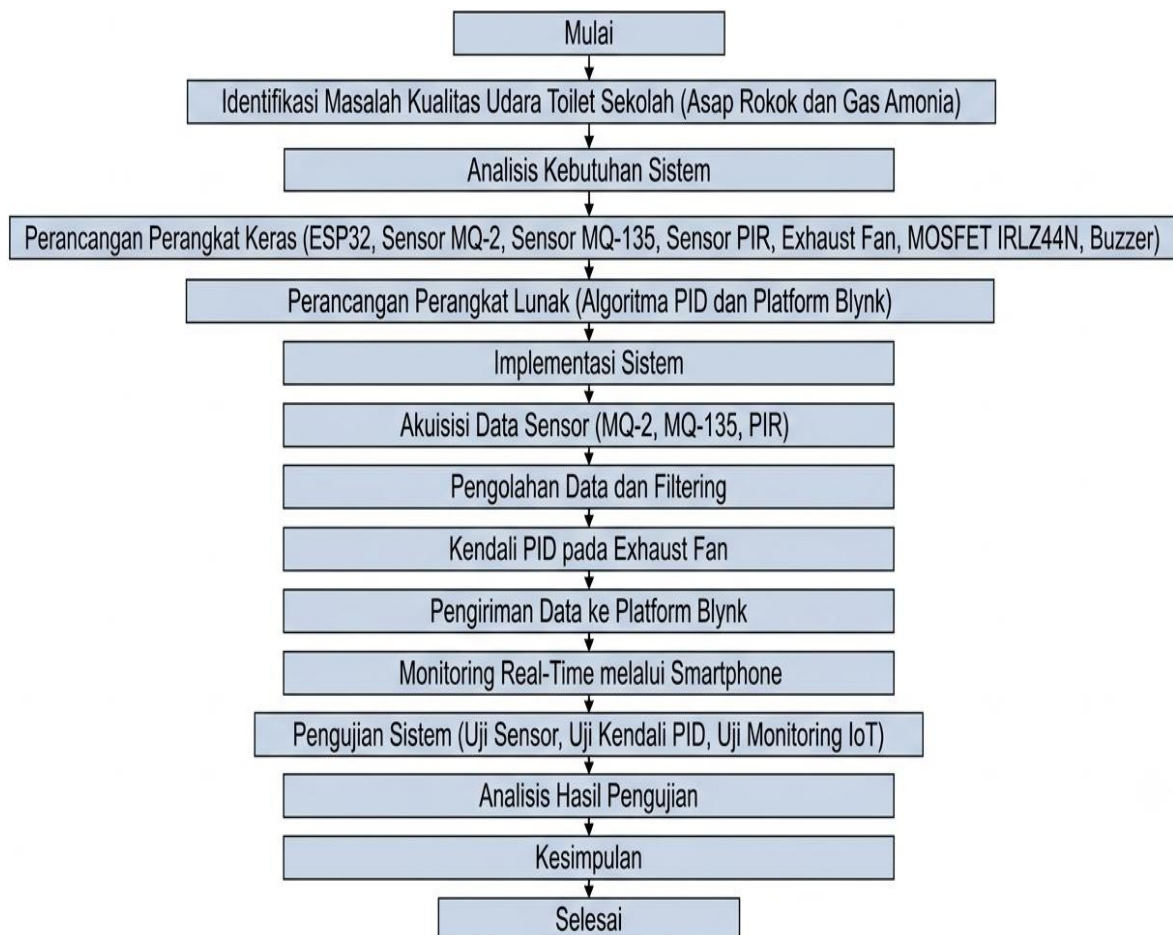 Mulai
Identifikasi Masalah Kualitas Udara Toilet Sekolah (Asap Rokok dan Gas Amonia)
Analisis Kebutuhan Sistem
Perancangan Perangkat Keras (ESP32, Sensor MQ-2, Sensor MQ-135, Sensor PIR, Exhaust Fan, MOSFET IRLZ44N, Buzzer)
Perancangan Perangkat Lunak (Algoritma PID dan Platform Blynk)
Implementasi Sistem
Akuisisi Data Sensor (MQ-2, MQ-135, PIR)
Pengolahan Data dan Filtering
Kendali PID pada Exhaust Fan
Pengiriman Data ke Platform Blynk
Monitoring Real-Time melalui Smartphone
Pengujian Sistem (Uji Sensor, Uji Kendali PID, Uji Monitoring IoT)
Analisis Hasil Pengujian
Kesimpulan
Selesai